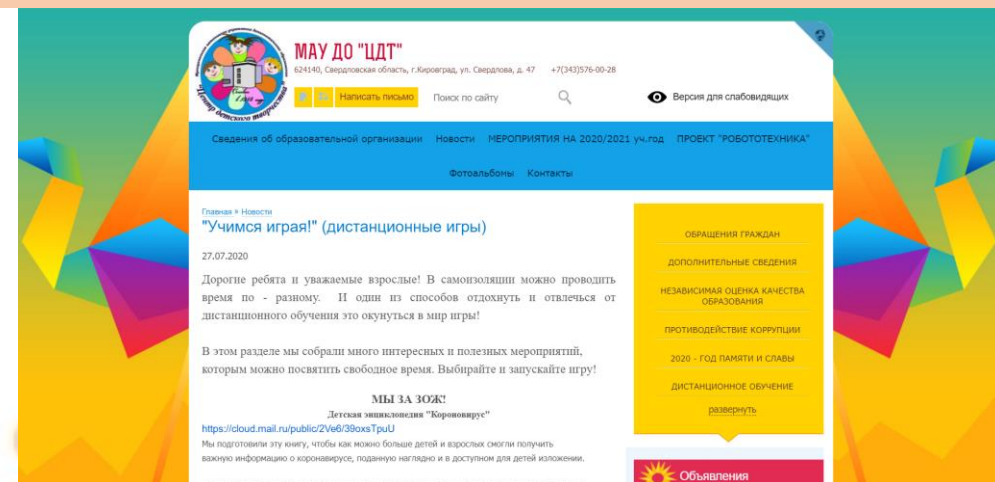 МАУ ДО "ЦДТ"
624140, Свердловская область, г.Кировград, ул. Свердлова, д. 47 +7(343)576-00-28
Написать письмо Поиск по сайту Версия для слабовидящих
"Центр детского творчества"
Сведения об образовательной организации Новости МЕРОПРИЯТИЯ НА 2020/2021 уч.год ПРОЕКТ "РОБОТОТЕХНИКА"
Фотоальбомы Контакты
Главная » Новости
"Учимся играя!" (дистанционные игры)
27.07.2020
Дорогие ребята и уважаемые взрослые! В самоизоляции можно проводить
время по - разному. И один из способов отдохнуть и отвлечься от
дистанционного обучения это окунуться в мир игры!
В этом разделе мы собрали много интересных и полезных мероприятий,
которым можно посвятить свободное время. Выбирайте и запускайте игру!
МЫ ЗА ЗОЖ!
Детская энциклопедия "Короновирус"
https://cloud.mail.ru/public/2Ve6/39oxsTpuU
Мы подготовили эту книгу, чтобы как можно больше детей и взрослых смогли получить
важную информацию о коронавирусе, поданную наглядно и в доступном для детей изложении.
ОБРАЩЕНИЯ ГРАЖДАН
ДОПОЛНИТЕЛЬНЫЕ СВЕДЕНИЯ
НЕЗАВИСИМАЯ ОЦЕНКА КАЧЕСТВА
ОБРАЗОВАНИЯ
ПРОТИВОДЕЙСТВИЕ КОРРУПЦИИ
2020 - ГОД ПАМЯТИ И СЛАВЫ
ДИСТАНЦИОННОЕ ОБУЧЕНИЕ
развернуть
Объявления